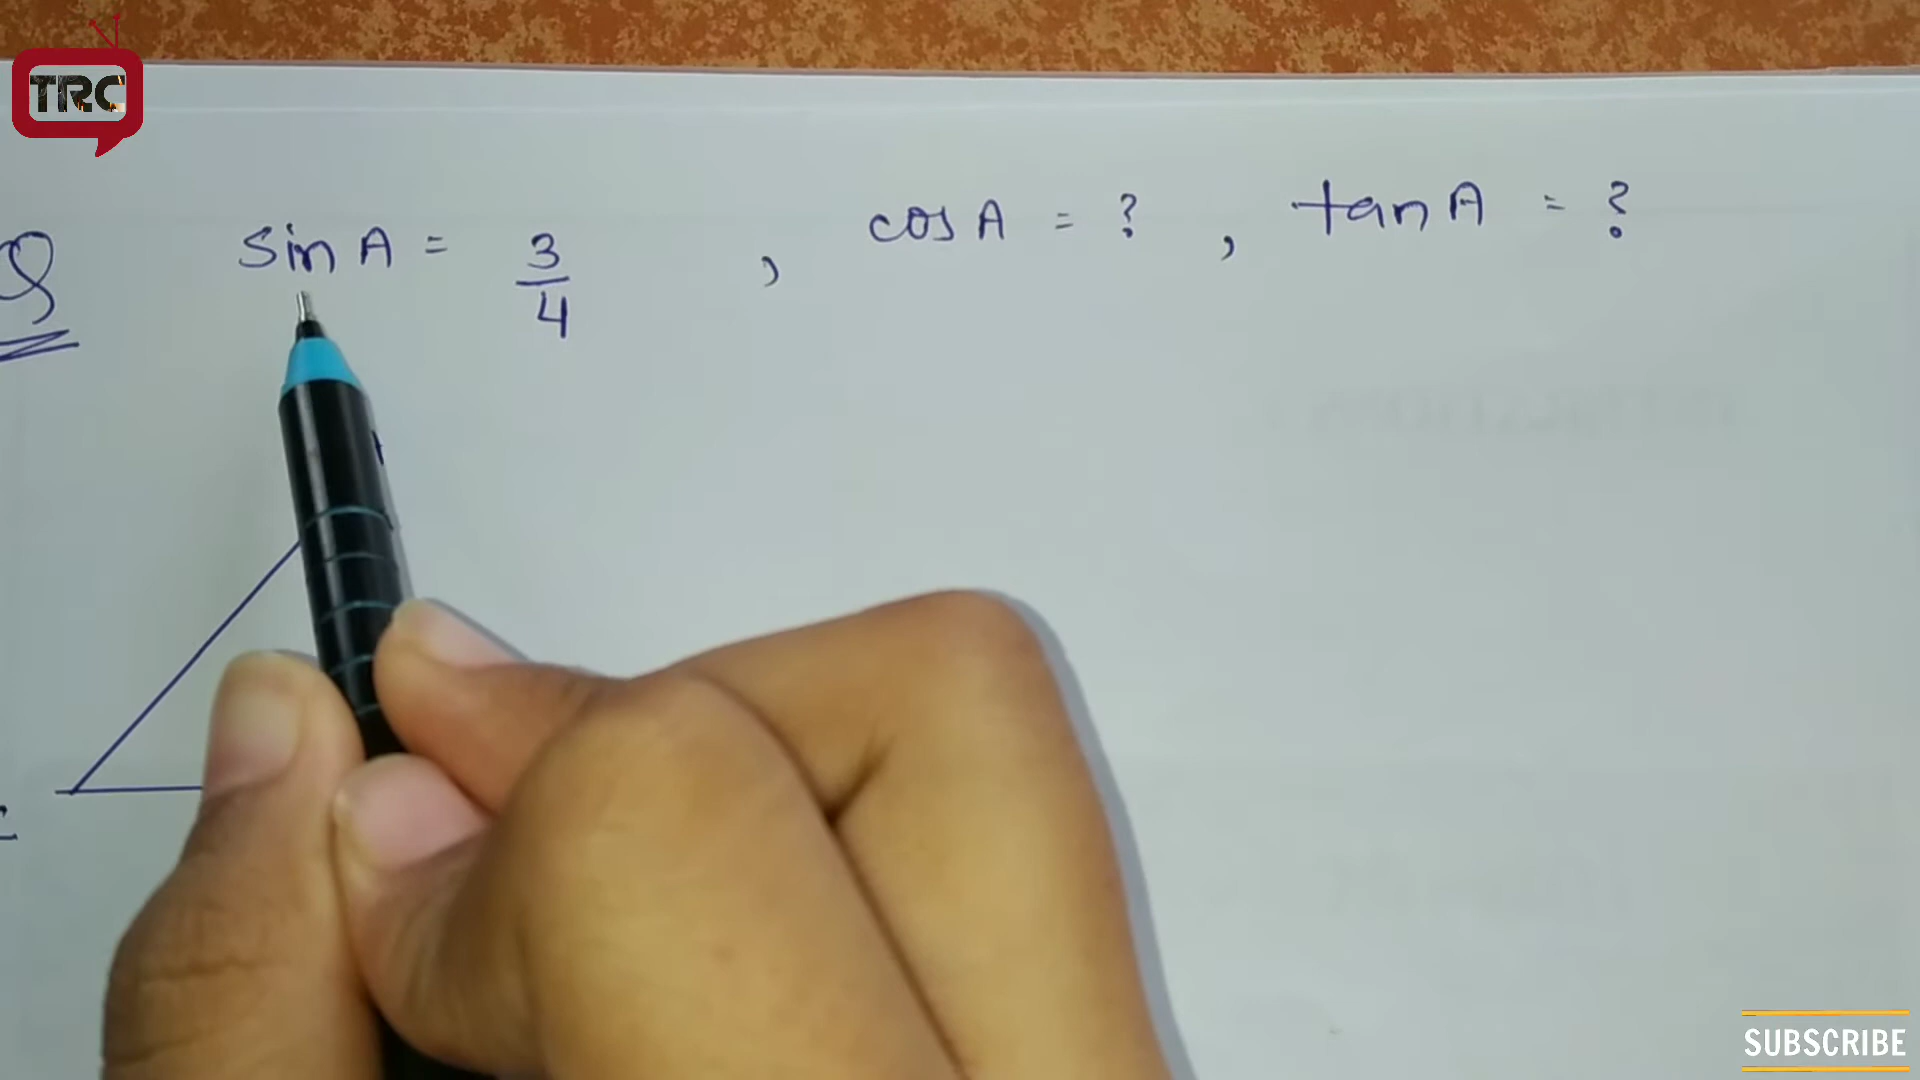 TRC
Q sin A = 3/4 , cos A = ? , tan A = ?
SUBSCRIBE